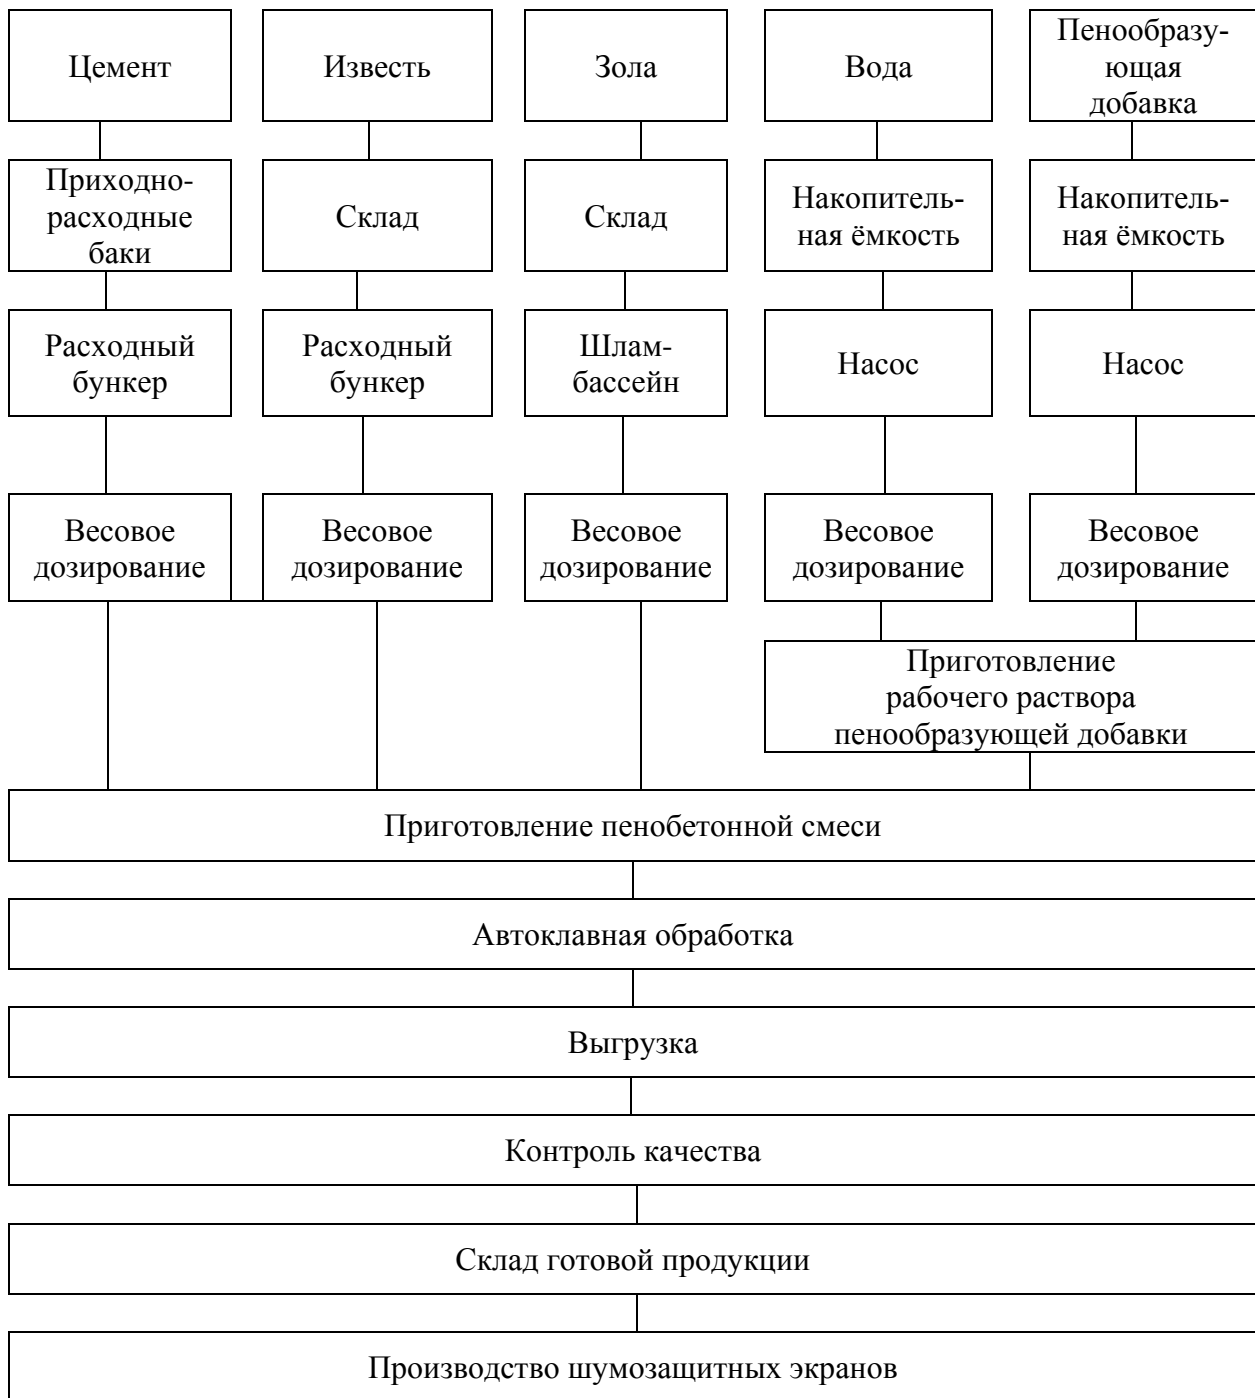 Цемент
Известь
Зола
Вода
Пенообразу-
ющая
добавка
Приходно-
расходные
баки
Склад
Склад
Накопитель-
ная ёмкость
Накопитель-
ная ёмкость
Расходный
бункер
Расходный
бункер
Шлам-
бассейн
Насос
Насос
Весовое
дозирование
Весовое
дозирование
Весовое
дозирование
Весовое
дозирование
Весовое
дозирование
Приготовление
рабочего раствора
пенообразующей добавки
Приготовление пенобетонной смеси
Автоклавная обработка
Выгрузка
Контроль качества
Склад готовой продукции
Производство шумозащитных экранов